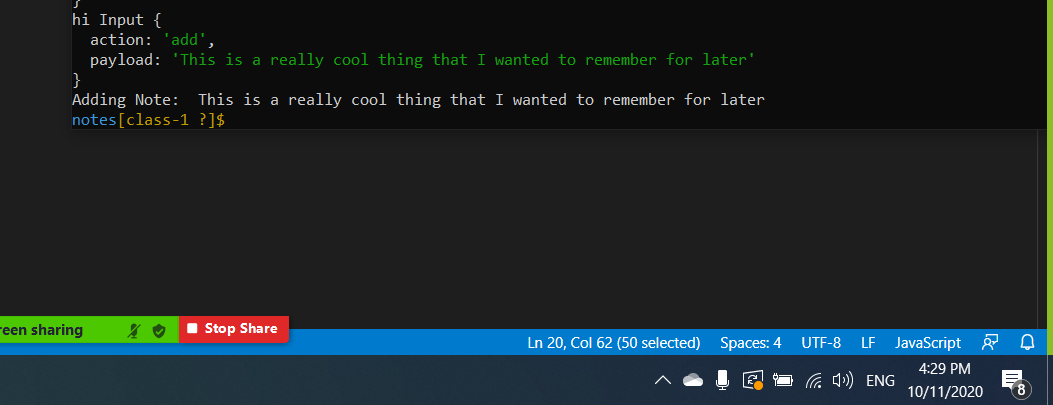 }
hi Input {
action: 'add',
payload: 'This is a really cool thing that I wanted to remember for later'
}
Adding Note:  This is a really cool thing that I wanted to remember for later
notes[class-1 ?]$
reen sharing
Stop Share
Ln 20, Col 62 (50 selected) Spaces: 4 UTF-8 LF JavaScript
ENG
4:29 PM
10/11/2020
8